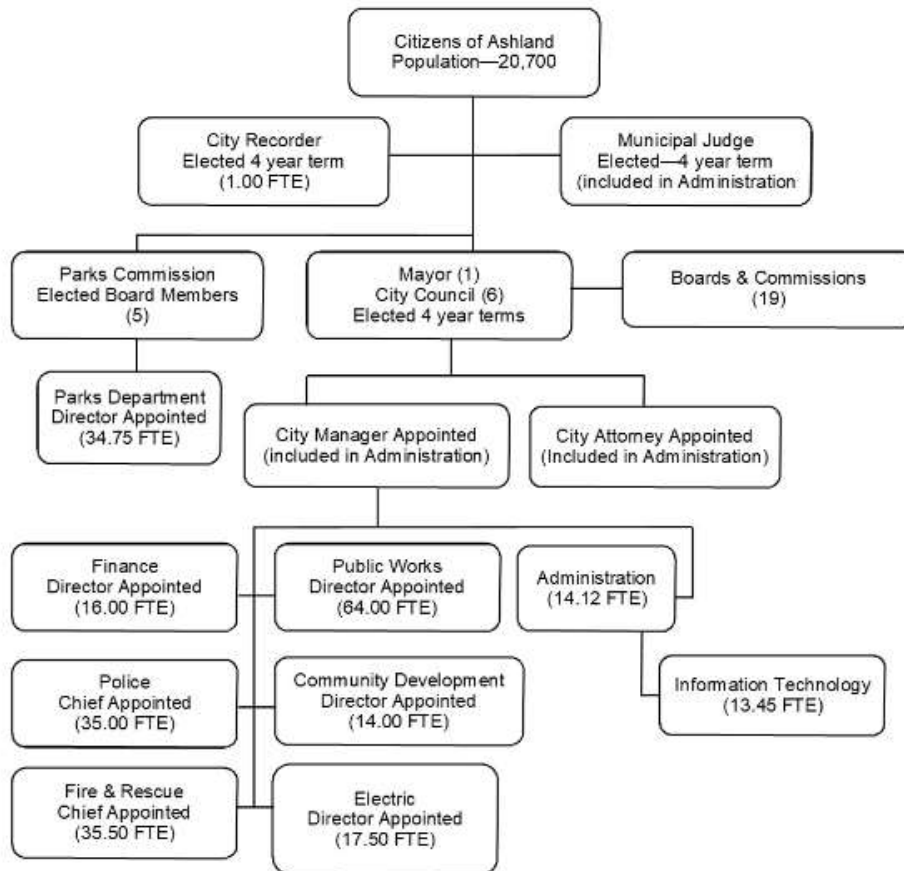 Citizens of Ashland
Population—20,700
City Recorder
Elected 4 year term
(1.00 FTE)
Municipal Judge
Elected—4 year term
(included in Administration
Parks Commission
Elected Board Members
(5)
Mayor (1)
City Council (6)
Elected 4 year terms
Boards & Commissions
(19)
Parks Department
Director Appointed
(34.75 FTE)
City Manager Appointed
(included in Administration)
City Attorney Appointed
(Included in Administration)
Finance
Director Appointed
(16.00 FTE)
Public Works
Director Appointed
(64.00 FTE)
Administration
(14.12 FTE)
Police
Chief Appointed
(35.00 FTE)
Community Development
Director Appointed
(14.00 FTE)
Information Technology
(13.45 FTE)
Fire & Rescue
Chief Appointed
(35.50 FTE)
Electric
Director Appointed
(17.50 FTE)